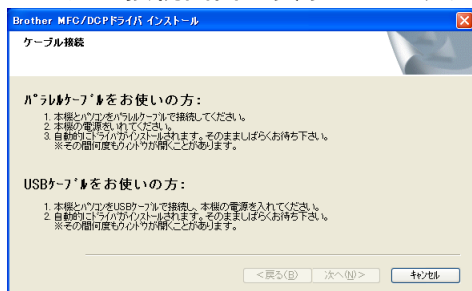 Brother MFC/DCPドライバ インストール
ケーブル接続
パラレルケーブルをお使いの方:
1. 本機とパソコンをパラレルケーブルで接続してください。
2. 本機の電源をいれてください。
3. 自動的にドライバがインストールされます。そのまましばらくお待ち下さい。
※その間何度もウィンドウが開くことがあります。
USBケーブルをお使いの方:
1. 本機とパソコンをUSBケーブルで接続し、本機の電源を入れてください。
2. 自動的にドライバがインストールされます。そのまましばらくお待ち下さい。
※その間何度もウィンドウが開くことがあります。
<戻る(B) 次へ(N)> キャンセル